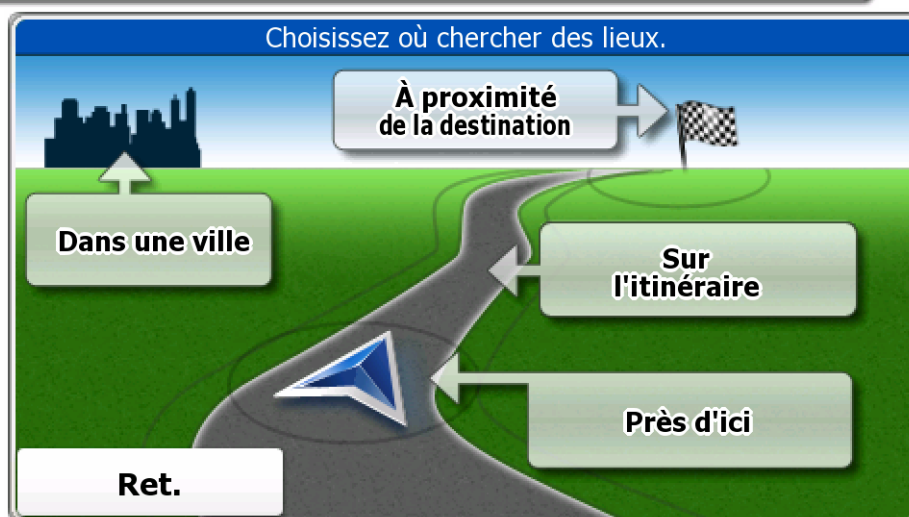 Choisissez où chercher des lieux.
À proximité
de la destination
Dans une ville
Sur
l'itinéraire
Près d'ici
Ret.